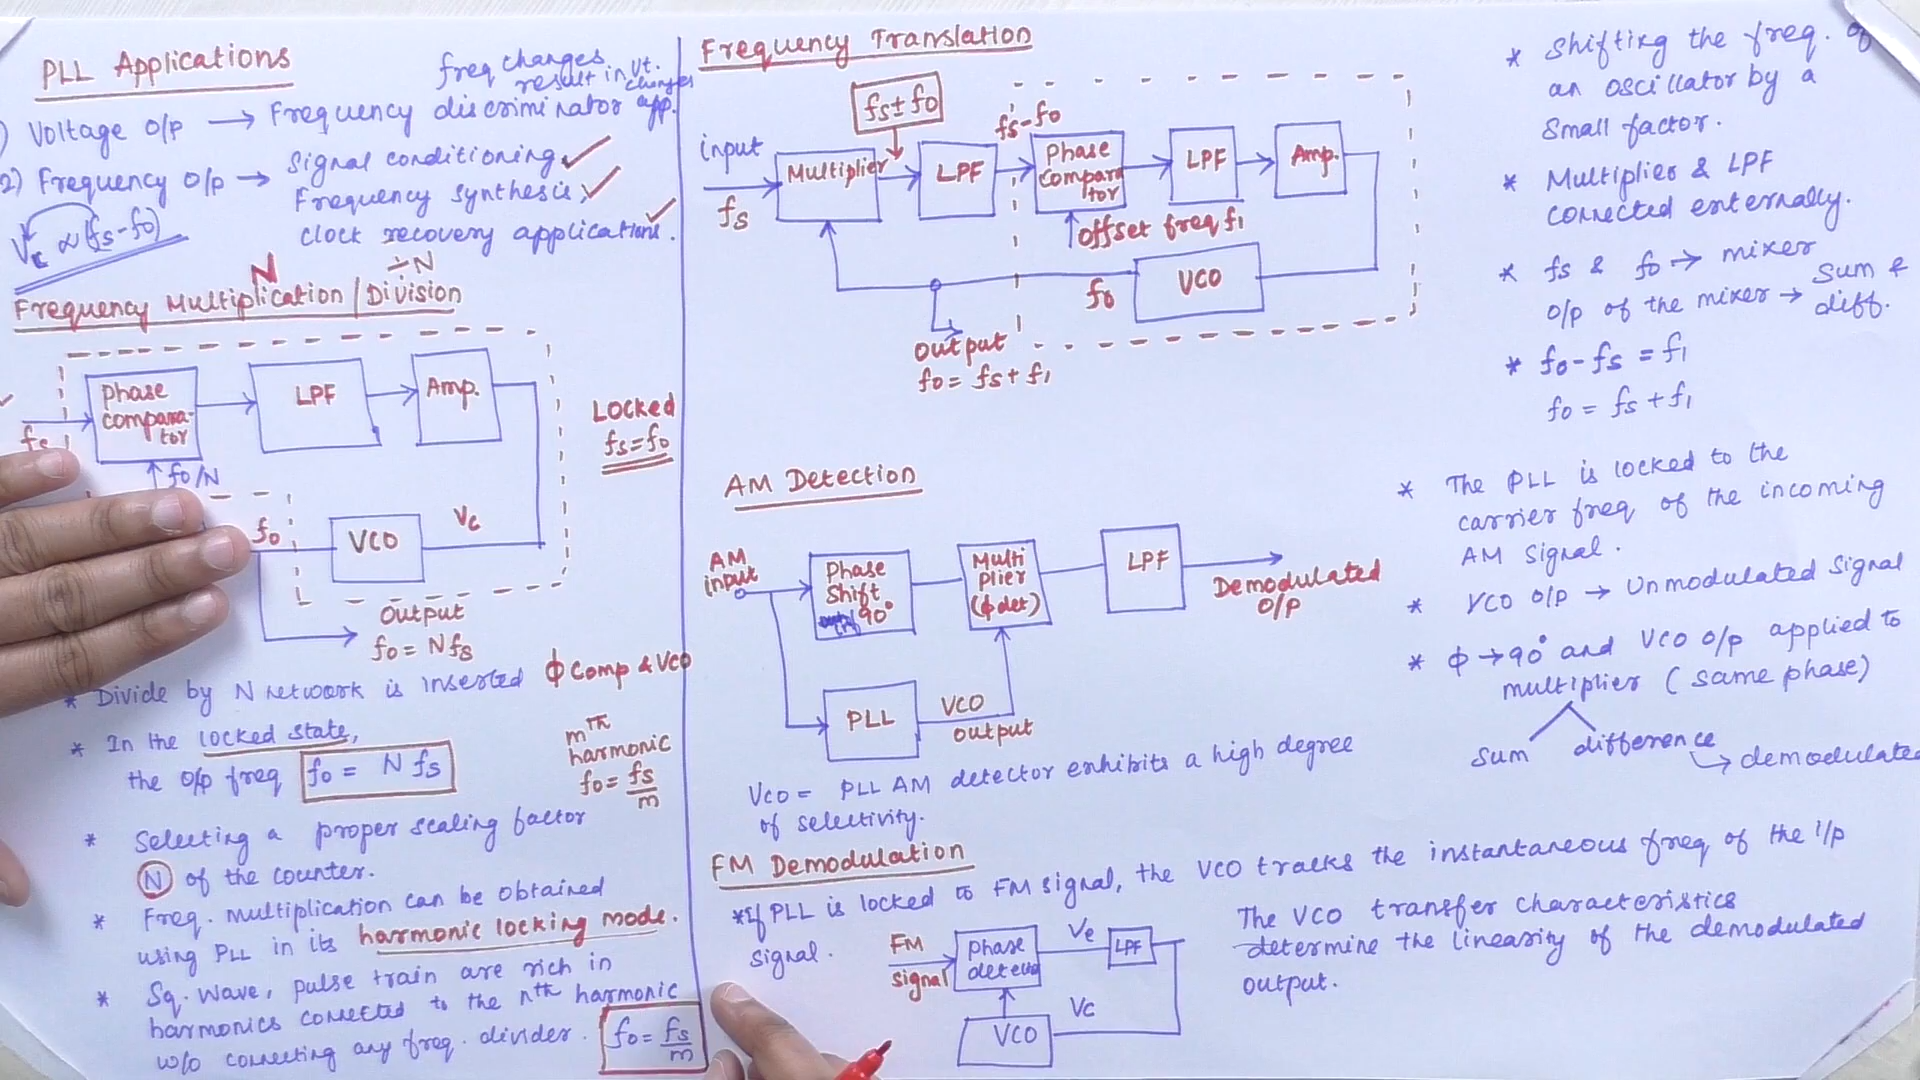 PLL Applications
freq changes
result in Vt.
changes
) Voltage O/P → Frequency discriminator app.
2) Frequency O/P → Signal conditioning
Frequency synthesis,
clock recovery applications.
Vc ∝ (fs-fo)
N
÷N
Frequency Multiplication / Division
Phase
compara-
tor
LPF
Amp.
fs
fo/N
Locked
fs=fo
fo
VCO
Vc
Output
fo = Nfs
* Divide by N network is inserted ϕ comp & VCO
* In the locked state,
the o/p freq fo = N fs
mth
harmonic
fo = fs/m
* Selecting a proper scaling factor
N of the counter.
* Freq. multiplication can be obtained
using PLL in its harmonic locking mode.
* Sq. wave, pulse train are rich in
harmonics connected to the nth harmonic
w/o connecting any freq. divider. fo = fs/m
Frequency Translation
fs±fo
input
fs
Multiplier
LPF
fs-fo
Phase
Compara
tor
LPF
Amp.
offset freq f1
fo
VCO
output
fo = fs + f1
* Shifting the freq. of
an oscillator by a
small factor.
* Multiplier & LPF
connected externally.
* fs & fo → mixer
o/p of the mixer → sum &
diff.
* fo - fs = f1
fo = fs + f1
AM Detection
AM
input
Phase
Shift
90°
Multi
plier
(ϕ det)
LPF
Demodulated
O/P
PLL
VCO
output
VCO = PLL AM detector exhibits a high degree
of selectivity.
* The PLL is locked to the
carrier freq of the incoming
AM signal.
* VCO O/P → Unmodulated signal
* ϕ → 90° and VCO o/p applied to
multiplier (same phase)
sum difference
→ demodulated
FM Demodulation
*If PLL is locked to FM signal, the VCO tracks the instantaneous freq of the i/p
signal.
FM
signal
phase
Ve
LPF
VCO
Vc
The VCO transfer characteristics
determine the linearity of the demodulated
output.